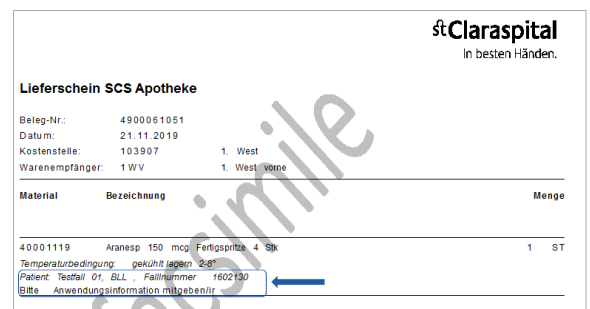 st Claraspital
In besten Händen.
Lieferschein SCS Apotheke
Beleg-Nr.: 4900061051
Datum: 21.11.2019
Kostenstelle: 103907 1. West
Warenempfänger: 1WV 1. West vorne
Material Bezeichnung Menge
40001119 Aranesp 150 mcg Fertigspritze 4 Stk 1 ST
Temperaturbedingung: gekühlt lagern 2-8°
Patient: Testfall 01, BLL , Fallnummer 1602130
Bitte Anwendungsinformation mitgeben/ir
facsimile